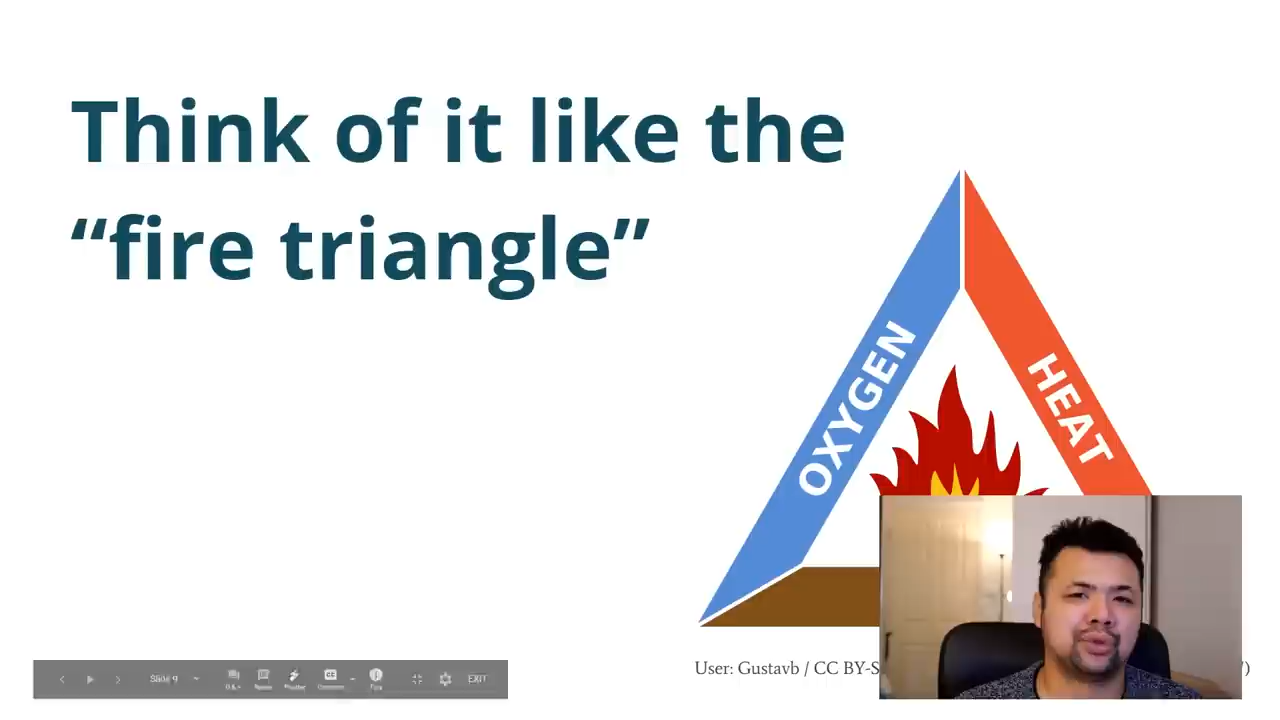 Think of it like the
“fire triangle”
OXYGEN
HEAT
User: Gustavb / CC BY-S
Slide 9
EXIT